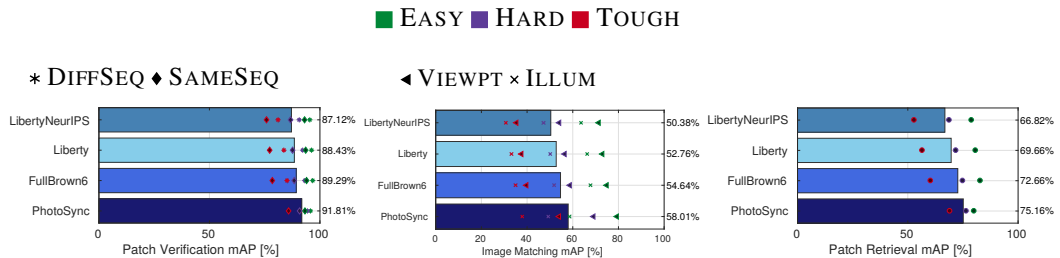 EASY HARD TOUGH
* DIFFSEQ ♦ SAMESEQ
◄ VIEWPT × ILLUM
LibertyNeurIPS 87.12%
Liberty 88.43%
FullBrown6 89.29%
PhotoSync 91.81%
0 50 100
Patch Verification mAP [%]
LibertyNeurIPS 50.38%
Liberty 52.76%
FullBrown6 54.64%
PhotoSync 58.01%
0 20 40 60 80 100
Image Matching mAP [%]
LibertyNeurIPS 66.82%
Liberty 69.66%
FullBrown6 72.66%
PhotoSync 75.16%
0 50 100
Patch Retrieval mAP [%]